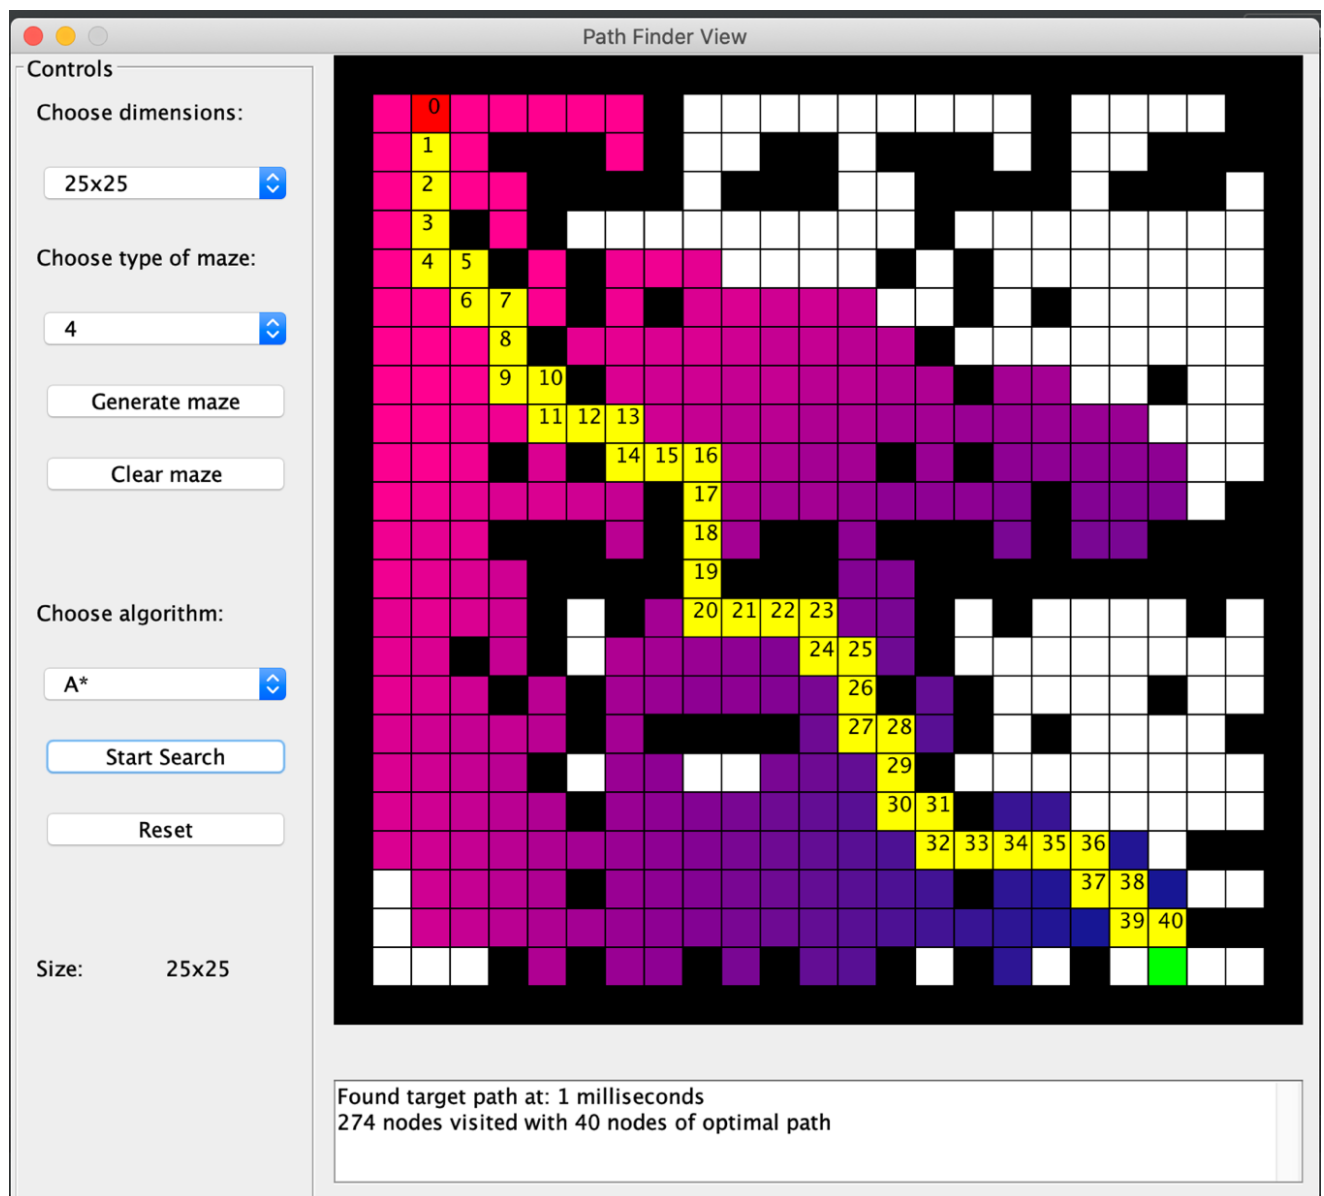 Path Finder View
Controls
Choose dimensions:
25x25
Choose type of maze:
4
Generate maze
Clear maze
Choose algorithm:
A*
Start Search
Reset
Size: 25x25
0
1
2
3
4 5
6 7
8
9 10
11 12 13
14 15 16
17
18
19
20 21 22 23
24 25
26
27 28
29
30 31
32 33 34 35 36
37 38
39 40
Found target path at: 1 milliseconds
274 nodes visited with 40 nodes of optimal path